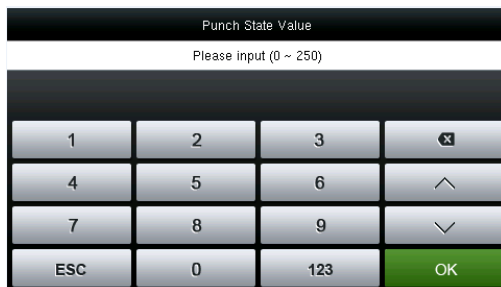 Punch State Value
Please input (0 ~ 250)
1 2 3
4 5 6
7 8 9
ESC 0 123 OK